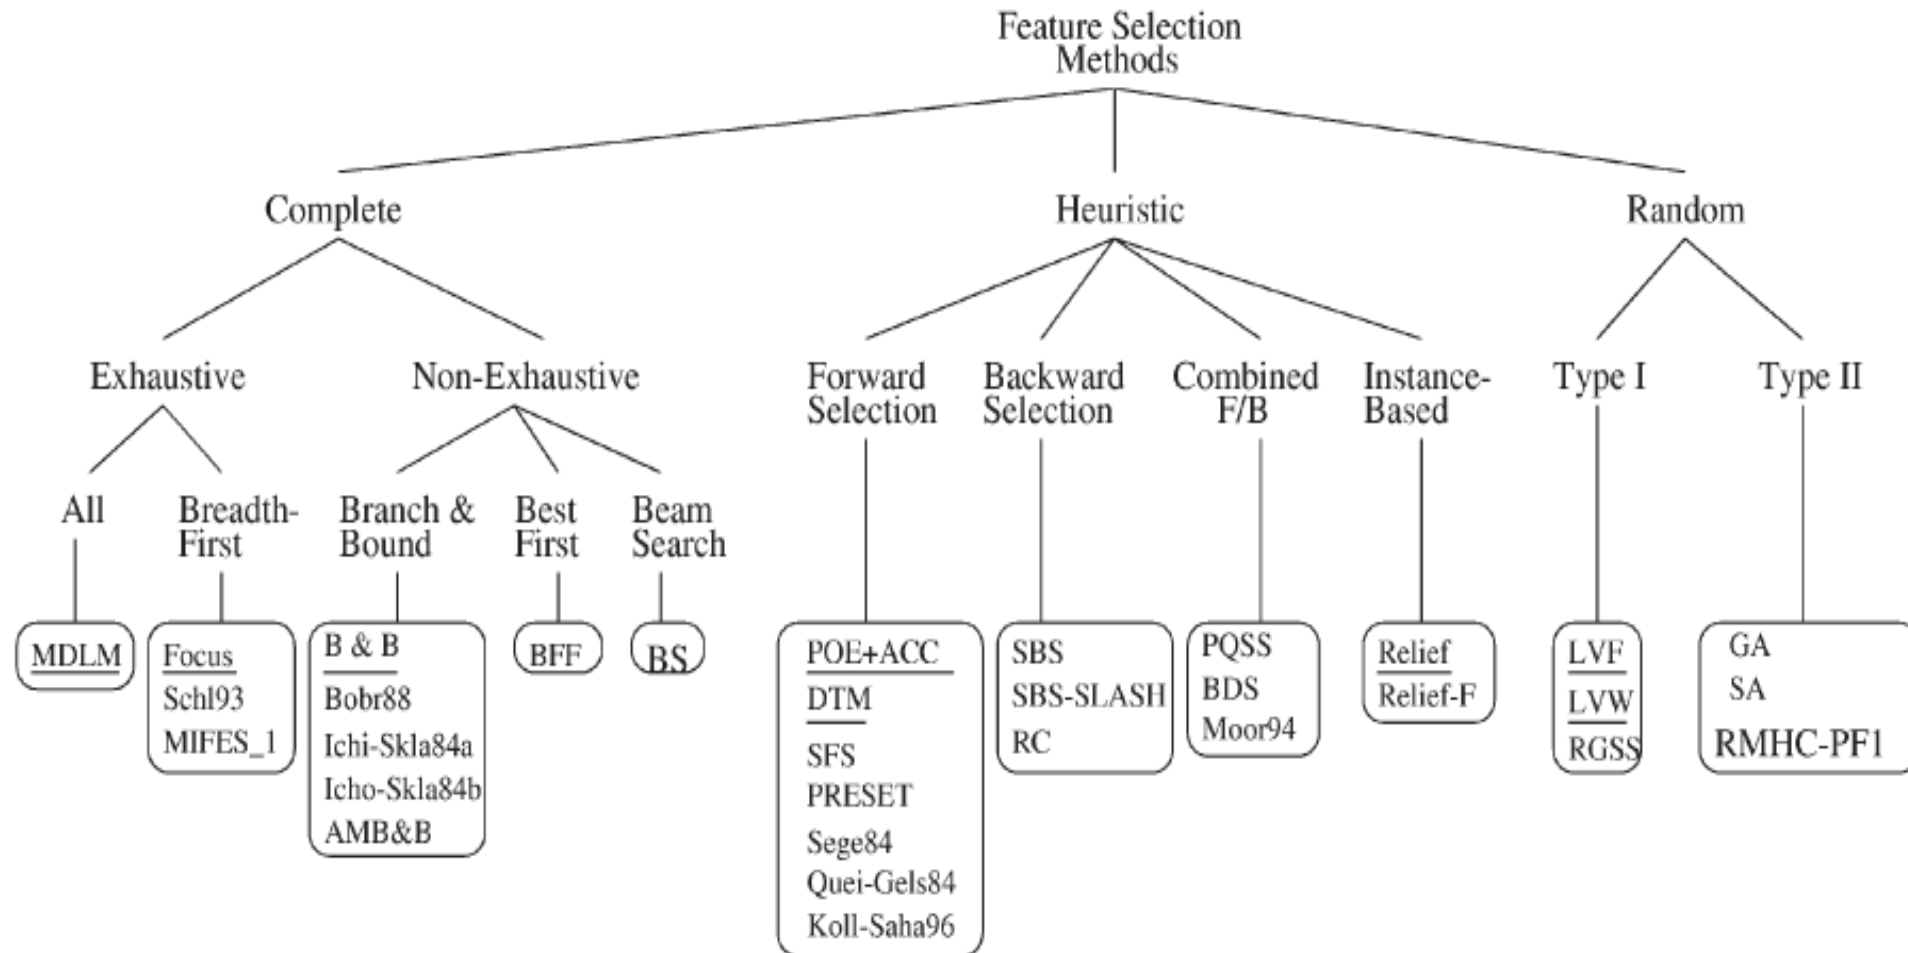 Feature Selection
Methods
Complete
Heuristic
Random
Exhaustive
Non-Exhaustive
Forward
Selection
Backward
Selection
Combined
F/B
Instance-
Based
Type I
Type II
All
Breadth-
First
Branch &
Bound
Best
First
Beam
Search
MDLM
Focus
Schl93
MIFES_1
B & B
Bobr88
Ichi-Skla84a
Icho-Skla84b
AMB&B
BFF
BS
POE+ACC
DTM
SFS
PRESET
Sege84
Quei-Gels84
Koll-Saha96
SBS
SBS-SLASH
RC
PQSS
BDS
Moor94
Relief
Relief-F
LVF
LVW
RGSS
GA
SA
RMHC-PF1